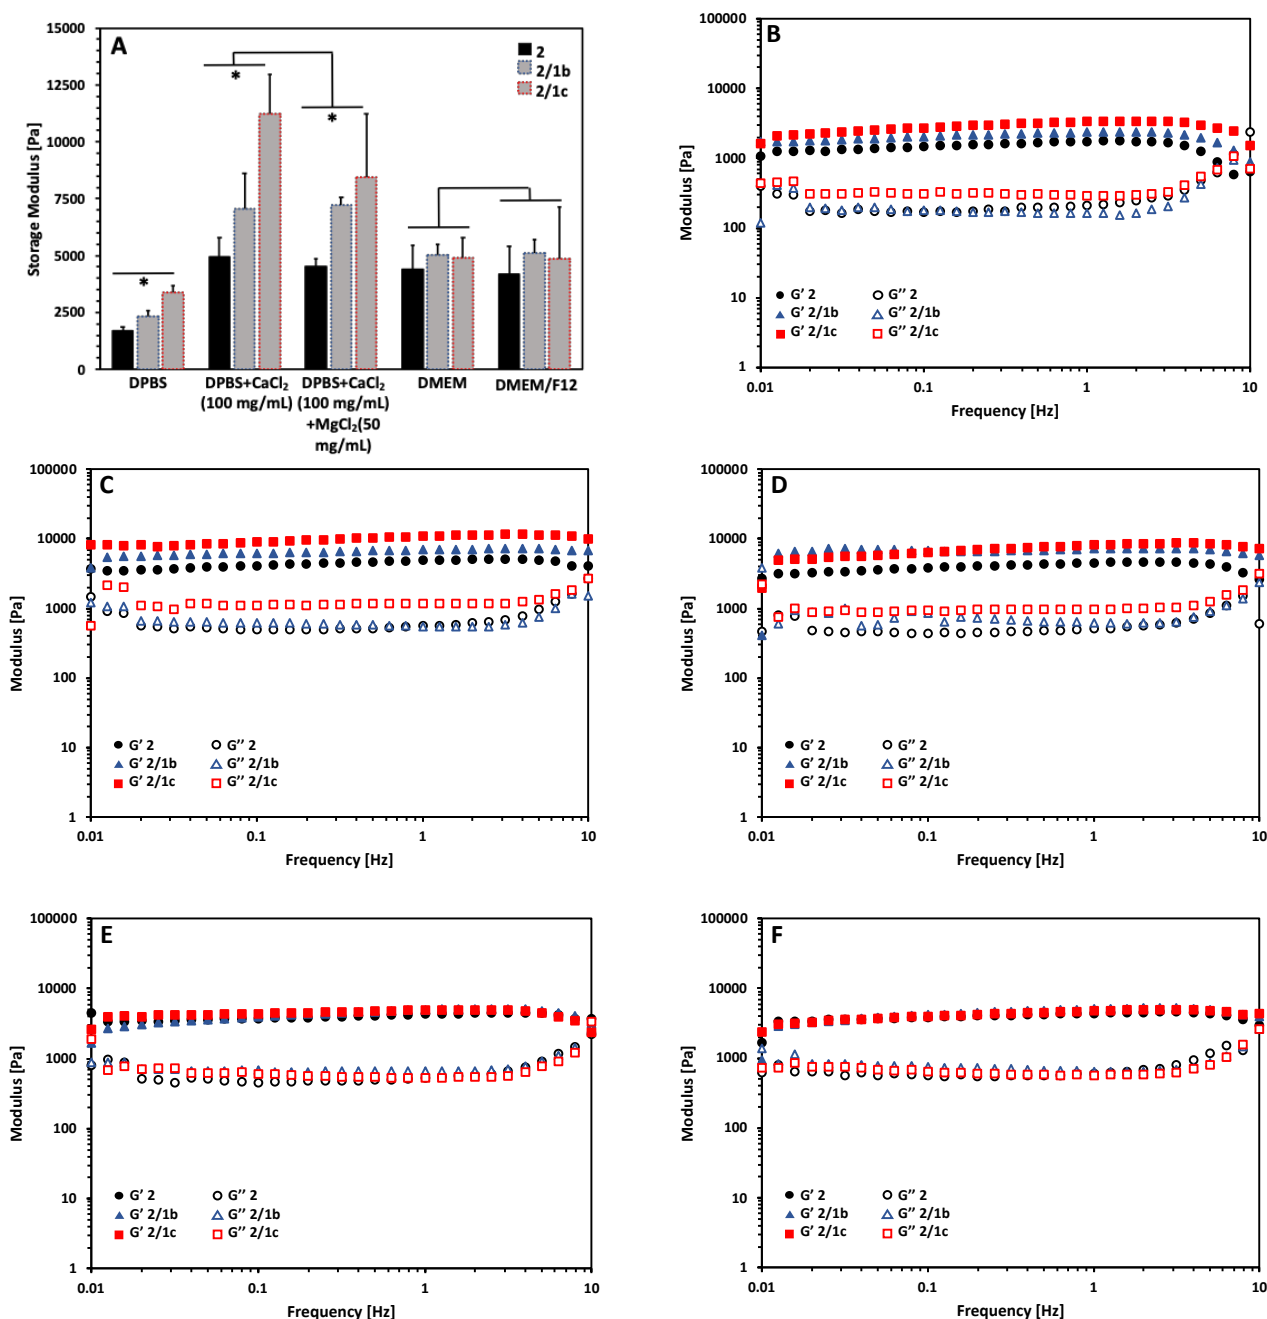 A
15000
12500
10000
7500
5000
2500
0
Storage Modulus [Pa]
2
2/1b
2/1c
*
*
*
DPBS
DPBS+CaCl₂
(100 mg/mL)
DPBS+CaCl₂
(100 mg/mL)
+MgCl₂(50
mg/mL)
DMEM
DMEM/F12
B
100000
10000
1000
100
10
1
Modulus [Pa]
G' 2
G'' 2
G' 2/1b
G'' 2/1b
G' 2/1c
G'' 2/1c
0.01
0.1
1
10
Frequency [Hz]
C
100000
10000
1000
100
10
1
Modulus [Pa]
G' 2
G'' 2
G' 2/1b
G'' 2/1b
G' 2/1c
G'' 2/1c
0.01
0.1
1
10
Frequency [Hz]
D
100000
10000
1000
100
10
1
Modulus [Pa]
G' 2
G'' 2
G' 2/1b
G'' 2/1b
G' 2/1c
G'' 2/1c
0.01
0.1
1
10
Frequency [Hz]
E
100000
10000
1000
100
10
1
Modulus [Pa]
G' 2
G'' 2
G' 2/1b
G'' 2/1b
G' 2/1c
G'' 2/1c
0.01
0.1
1
10
Frequency [Hz]
F
100000
10000
1000
100
10
1
Modulus [Pa]
G' 2
G'' 2
G' 2/1b
G'' 2/1b
G' 2/1c
G'' 2/1c
0.01
0.1
1
10
Frequency [Hz]